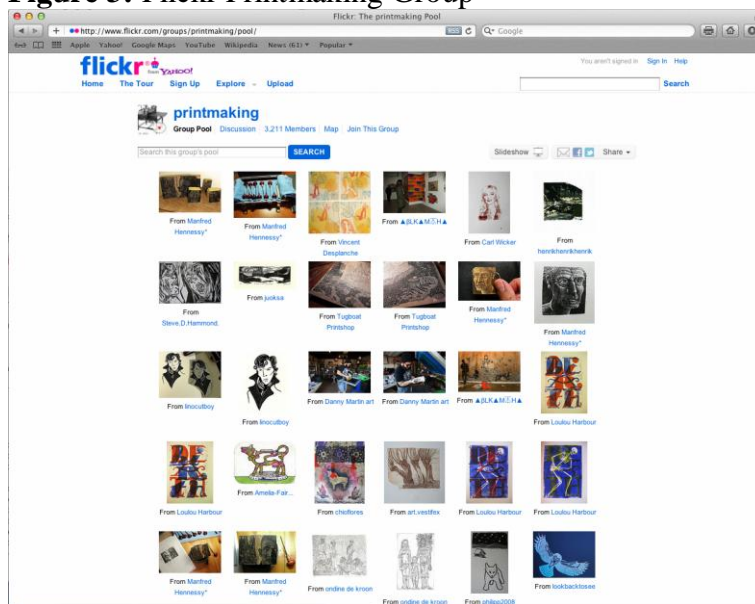 Figure 3. Flickr Printmaking Group
Flickr: The printmaking Pool
http://www.flickr.com/groups/printmaking/pool/
RSS
Google
Apple Yahoo! Google Maps YouTube Wikipedia News (61) Popular
flickr from YAHOO!
You aren't signed in Sign In Help
Home The Tour Sign Up Explore Upload
Search
printmaking
Group Pool Discussion 3,211 Members Map Join This Group
Search this group's pool SEARCH Slideshow Share
From Manfred Hennessy*
From Manfred Hennessy*
From Vincent Desplanche
From
From Carl Wicker
From henrikhenrikhenrik
From Steve.D.Hammond.
From juoksa
From Tugboat Printshop
From Tugboat Printshop
From Manfred Hennessy*
From Manfred Hennessy*
From linocutboy
From linocutboy
From Danny Martin art
From Danny Martin art
From
From Loulou Harbour
From Loulou Harbour
From Amelia-Fair...
From chioflores
From art.vestifex
From Loulou Harbour
From Loulou Harbour
From Manfred Hennessy*
From Manfred Hennessy*
From ondine de kroon
From ondine de kroon
From philipp2008
From lookbacktosee